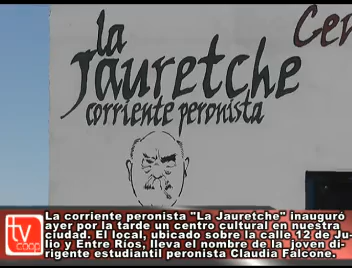 la
Jauretche
corriente peronista
Cen
tv
coop
La corriente peronista "La Jauretche" inauguró
ayer por la tarde un centro cultural en nuestra
ciudad. El local, ubicado sobre la calle 12 de Ju-
lio y Entre Ríos, lleva el nombre de la joven di-
rigente estudiantil peronista Claudia Falcone.